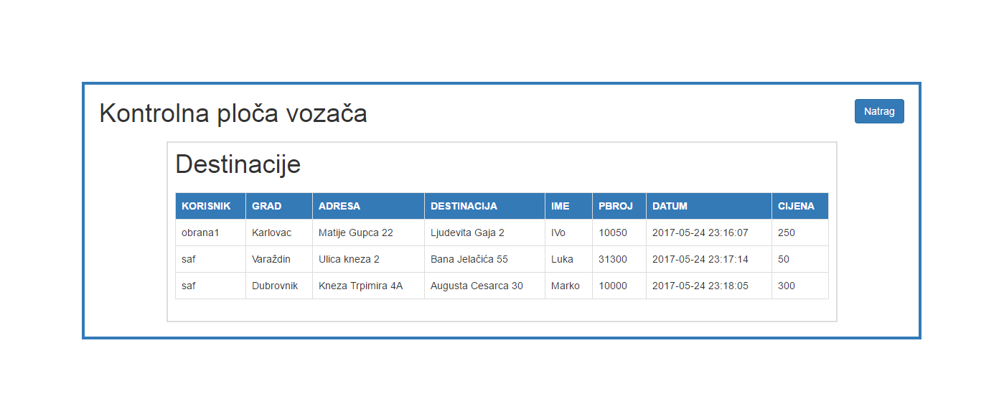 Kontrolna ploča vozača
Natrag
Destinacije
KORISNIK GRAD ADRESA DESTINACIJA IME PBROJ DATUM CIJENA
obrana1 Karlovac Matije Gupca 22 Ljudevita Gaja 2 IVo 10050 2017-05-24 23:16:07 250
saf Varaždin Ulica kneza 2 Bana Jelačića 55 Luka 31300 2017-05-24 23:17:14 50
saf Dubrovnik Kneza Trpimira 4A Augusta Cesarca 30 Marko 10000 2017-05-24 23:18:05 300